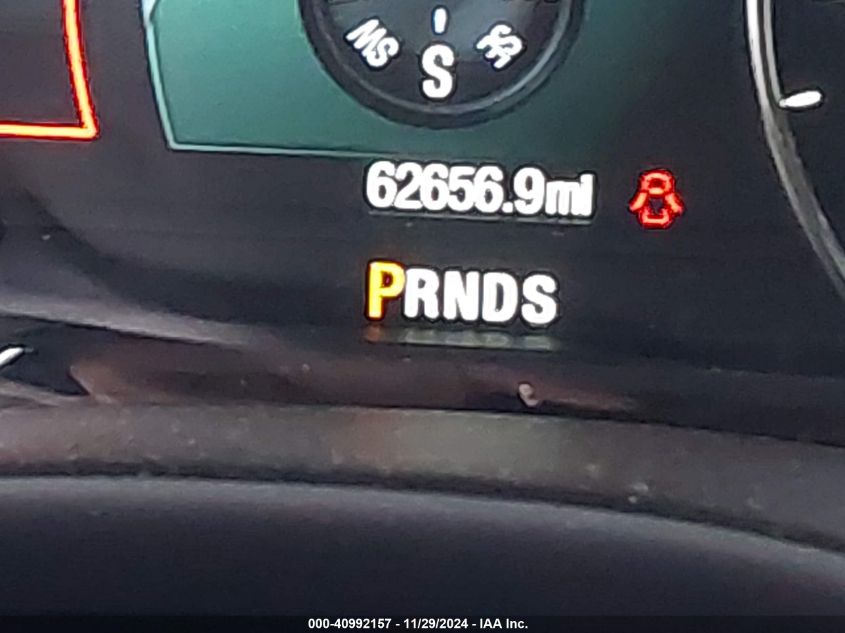 SW S SE
62656.9mi
PRNDS
000-40992157 - 11/29/2024 - IAA Inc.